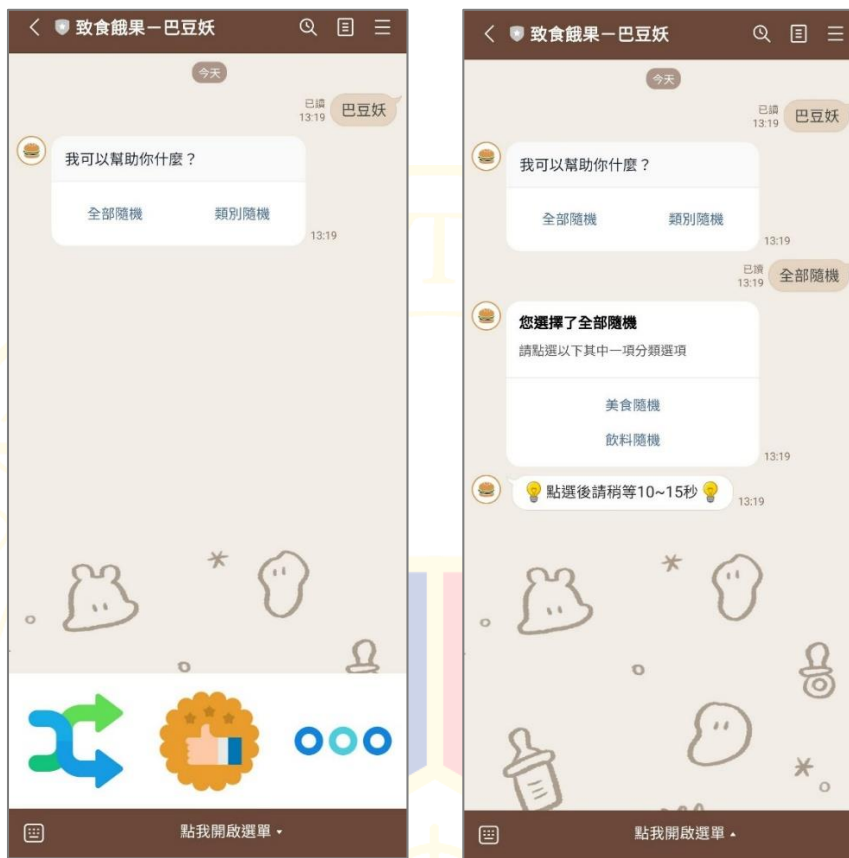 致食餓果－巴豆妖
今天
已讀
13:19
巴豆妖
我可以幫助你什麼？
全部隨機 類別隨機
13:19
點我開啟選單
致食餓果－巴豆妖
今天
已讀
13:19
巴豆妖
我可以幫助你什麼？
全部隨機 類別隨機
13:19
已讀
13:19
全部隨機
您選擇了全部隨機
請點選以下其中一項分類選項
美食隨機
飲料隨機
13:19
點選後請稍等10~15秒
13:19
點我開啟選單